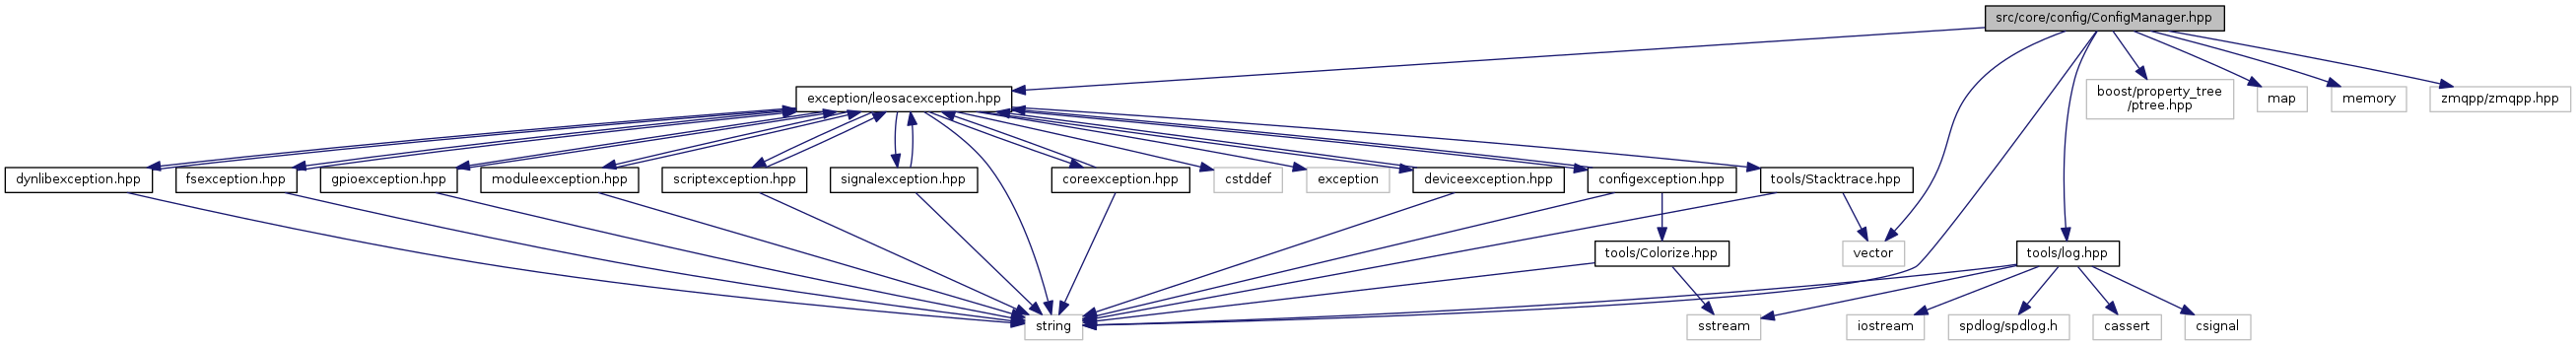 src/core/config/ConfigManager.hpp
exception/leosacexception.hpp
boost/property_tree
/ptree.hpp
map
memory
zmqpp/zmqpp.hpp
dynlibexception.hpp
fsexception.hpp
gpioexception.hpp
moduleexception.hpp
scriptexception.hpp
signalexception.hpp
coreexception.hpp
cstddef
exception
deviceexception.hpp
configexception.hpp
tools/Stacktrace.hpp
tools/Colorize.hpp
vector
tools/log.hpp
string
sstream
iostream
spdlog/spdlog.h
cassert
csignal